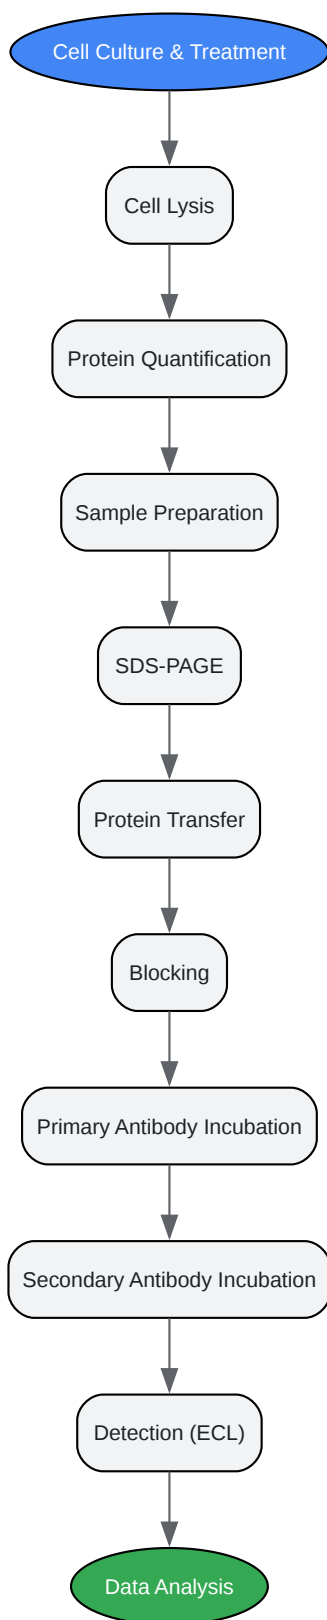 Cell Culture & Treatment
Cell Lysis
Protein Quantification
Sample Preparation
SDS-PAGE
Protein Transfer
Blocking
Primary Antibody Incubation
Secondary Antibody Incubation
Detection (ECL)
Data Analysis